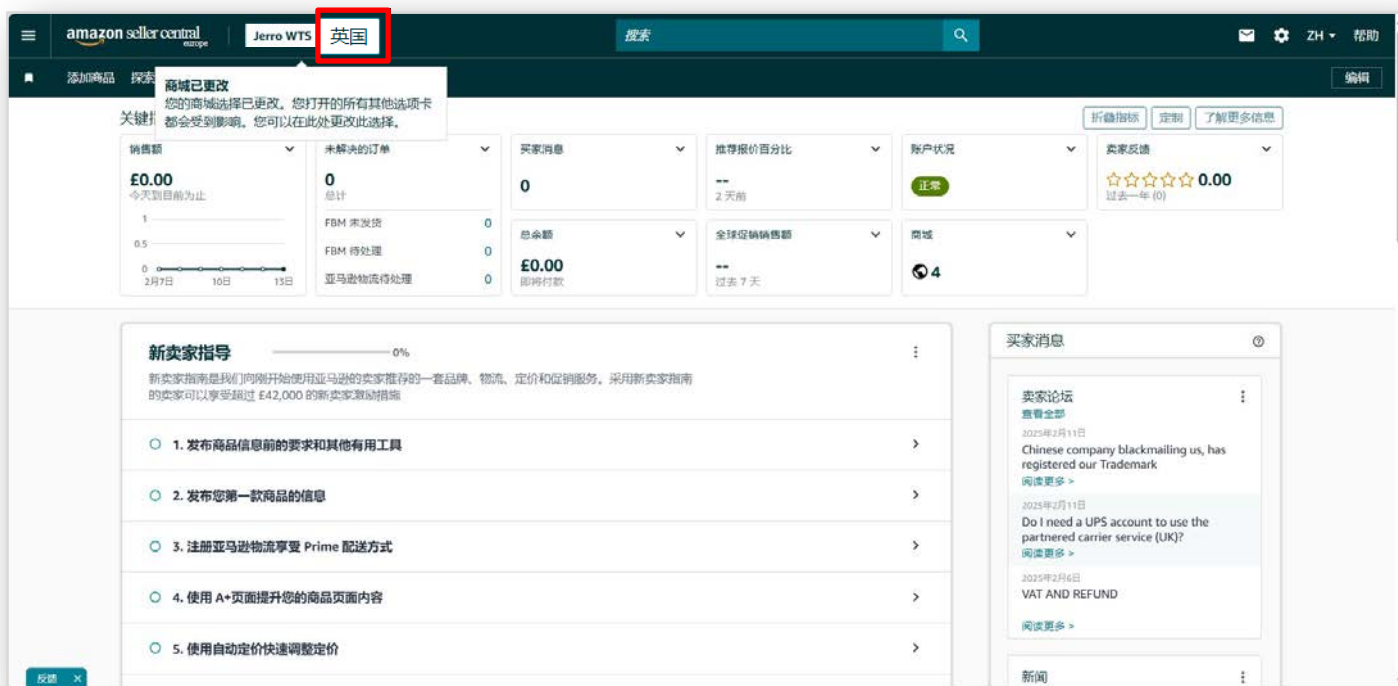 amazon seller central
europe
Jerro WTS
英国
搜索
ZH
帮助
添加商品
编辑
商城已更改
您的商城选择已更改。您打开的所有其他选项卡
都会受到影响。您可以在此处更改此选择。
折叠指标
定制
了解更多信息
销售额
£0.00
今天到目前为止
1
0.5
0
2月7日
10日
13日
未解决的订单
0
总计
FBM 未发货 0
FBM 待处理 0
亚马逊物流待处理 0
买家消息
0
推荐报价百分比
--
2 天前
账户状况
正常
卖家反馈
0.00
过去一年 (0)
总余额
£0.00
即将付款
全球促销销售额
--
过去 7 天
商城
4
新卖家指导
0%
新卖家指南是我们向刚开始使用亚马逊的卖家推荐的一套品牌、物流、定价和促销服务。采用新卖家指南
的卖家可以享受超过 £42,000 的新卖家激励措施
1. 发布商品信息前的要求和其他有用工具
2. 发布您第一款商品的信息
3. 注册亚马逊物流享受 Prime 配送方式
4. 使用 A+页面提升您的商品页面内容
5. 使用自动定价快速调整定价
买家消息
卖家论坛
查看全部
2025年2月11日
Chinese company blackmailing us, has
registered our Trademark
阅读更多 >
2025年2月11日
Do I need a UPS account to use the
partnered carrier service (UK)?
阅读更多 >
2025年2月6日
VAT AND REFUND
阅读更多 >
新闻
反馈 ×